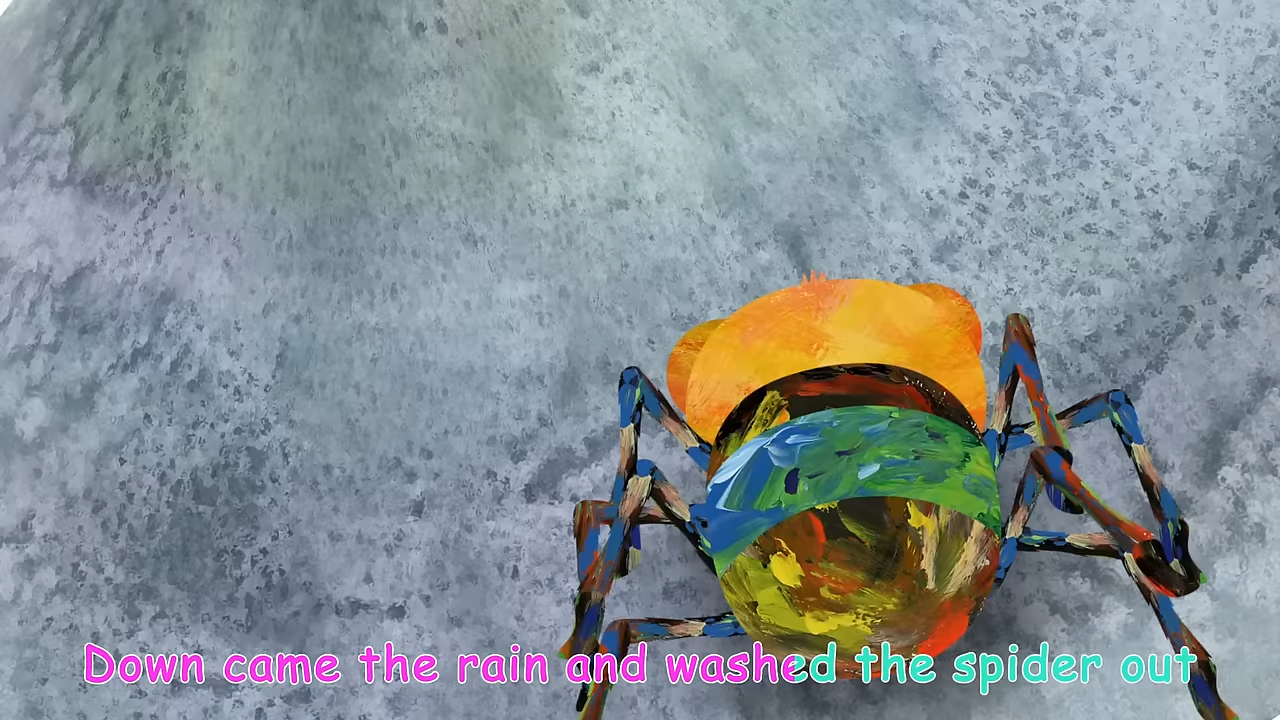 Down came the rain and washed the spider out